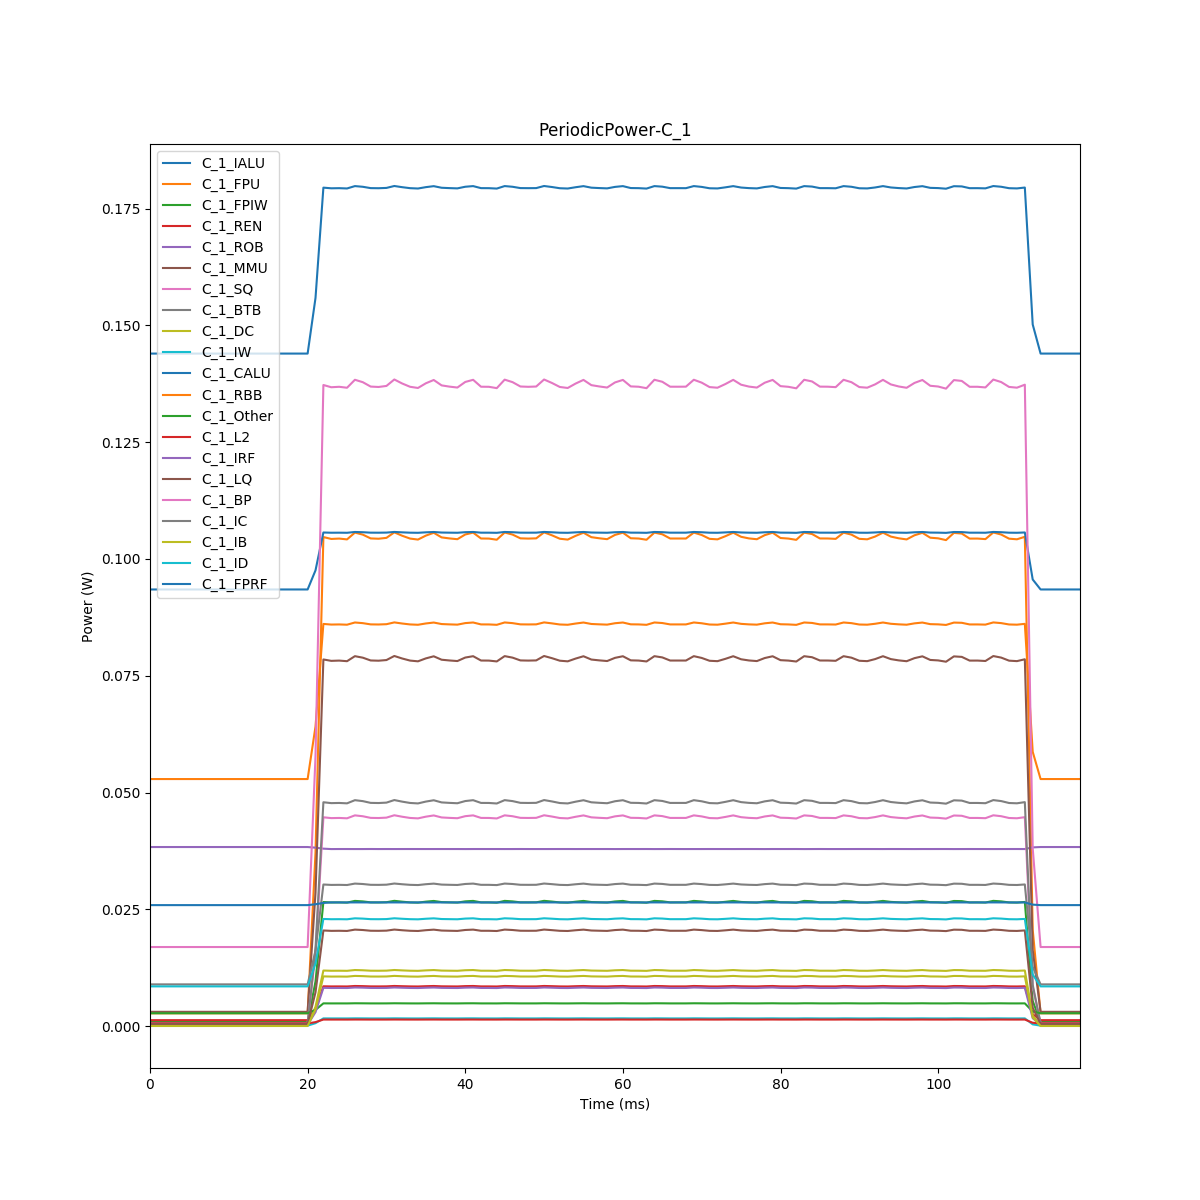 PeriodicPower-C_1
C_1_IALU
C_1_FPU
C_1_FPIW
C_1_REN
C_1_ROB
C_1_MMU
C_1_SQ
C_1_BTB
C_1_DC
C_1_IW
C_1_CALU
C_1_RBB
C_1_Other
C_1_L2
C_1_IRF
C_1_LQ
C_1_BP
C_1_IC
C_1_IB
C_1_ID
C_1_FPRF
0.175
0.150
0.125
0.100
0.075
0.050
0.025
0.000
Power (W)
0 20 40 60 80 100
Time (ms)